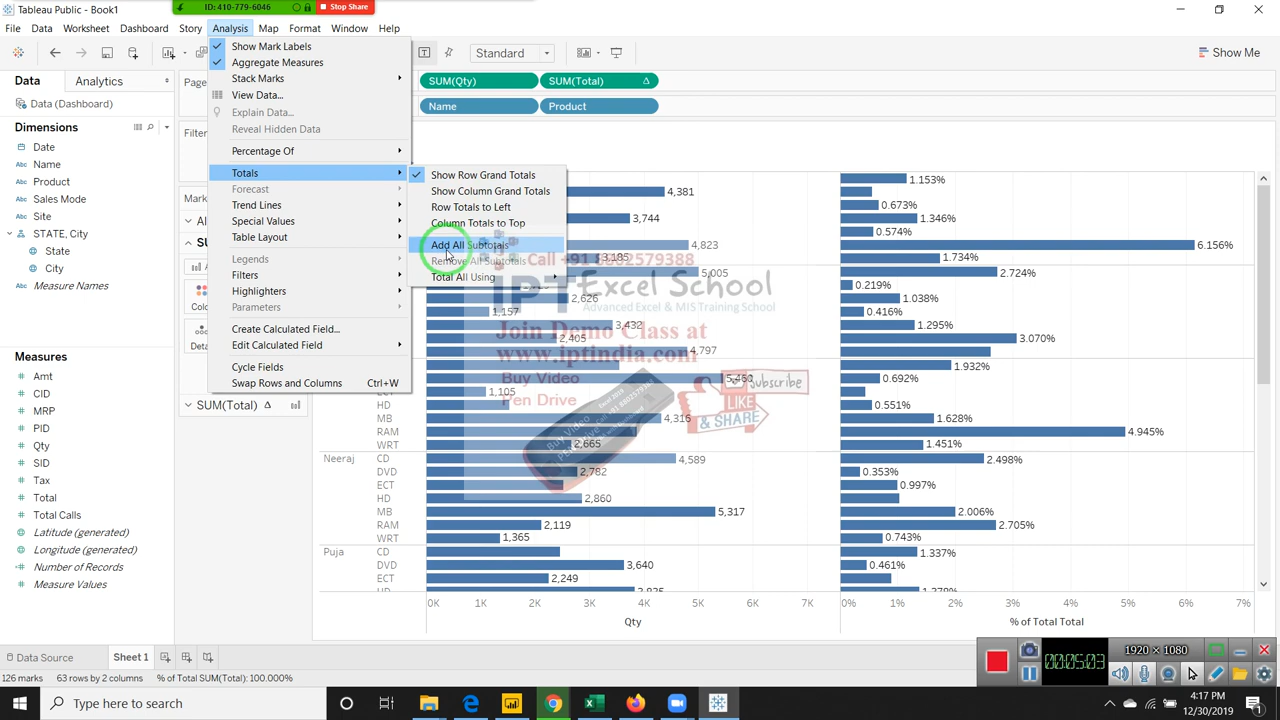 Tableau Public - Book1
ID: 410-779-6046
Stop Share
File Data Worksheet Dashboard Story Analysis Map Format Window Help
Standard
Show Me
Data
Analytics
Data (Dashboard)
Dimensions
Date
Name
Product
Sales Mode
Site
STATE, City
State
City
Measure Names
Measures
Amt
CID
MRP
PID
Qty
SID
Tax
Total
Total Calls
Latitude (generated)
Longitude (generated)
Number of Records
Measure Values
Show Mark Labels
Aggregate Measures
Stack Marks
View Data...
Explain Data...
Reveal Hidden Data
Percentage Of
Totals
Forecast
Trend Lines
Special Values
Table Layout
Legends
Filters
Highlighters
Parameters
Create Calculated Field...
Edit Calculated Field
Cycle Fields
Swap Rows and Columns Ctrl+W
Show Row Grand Totals
Show Column Grand Totals
Row Totals to Left
Column Totals to Top
Add All Subtotals
Remove All Subtotals
Total All Using
SUM(Total)
SUM(Qty) SUM(Total)
Name Product
1.153%
4,381
0.673%
3,744 1.346%
0.574%
4,823 6.156%
3,185 1.734%
5,005 2.724%
0.219%
2,626 1.038%
1,157 0.416%
3,432 1.295%
2,405 3.070%
4,797
1.932%
5,460 0.692%
ECT 1,105
HD 0.551%
MB 4,316 1.628%
RAM 4.945%
WRT 2,665 1.451%
Neeraj CD 4,589 2.498%
DVD 2,782 0.353%
ECT 0.997%
HD 2,860
MB 5,317 2.006%
RAM 2,119 2.705%
WRT 1,365 0.743%
Puja CD 1.337%
DVD 3,640 0.461%
ECT 2,249
0K 1K 2K 3K 4K 5K 6K 7K
Qty
0% 1% 2% 3% 4% 5% 6% 7%
% of Total Total
Call +91 8802579388
IPT Excel School
Advanced Excel & MIS Training School
Join Demo Class at
www.iptindia.com
Buy Video
Pen Drive
Subscribe
LIKE
& SHARE
Data Source
Sheet 1
126 marks 63 rows by 2 columns % of Total SUM(Total): 100.000%
1920 × 1080
00:05:03
Type here to search
4:17 PM
12/30/2019